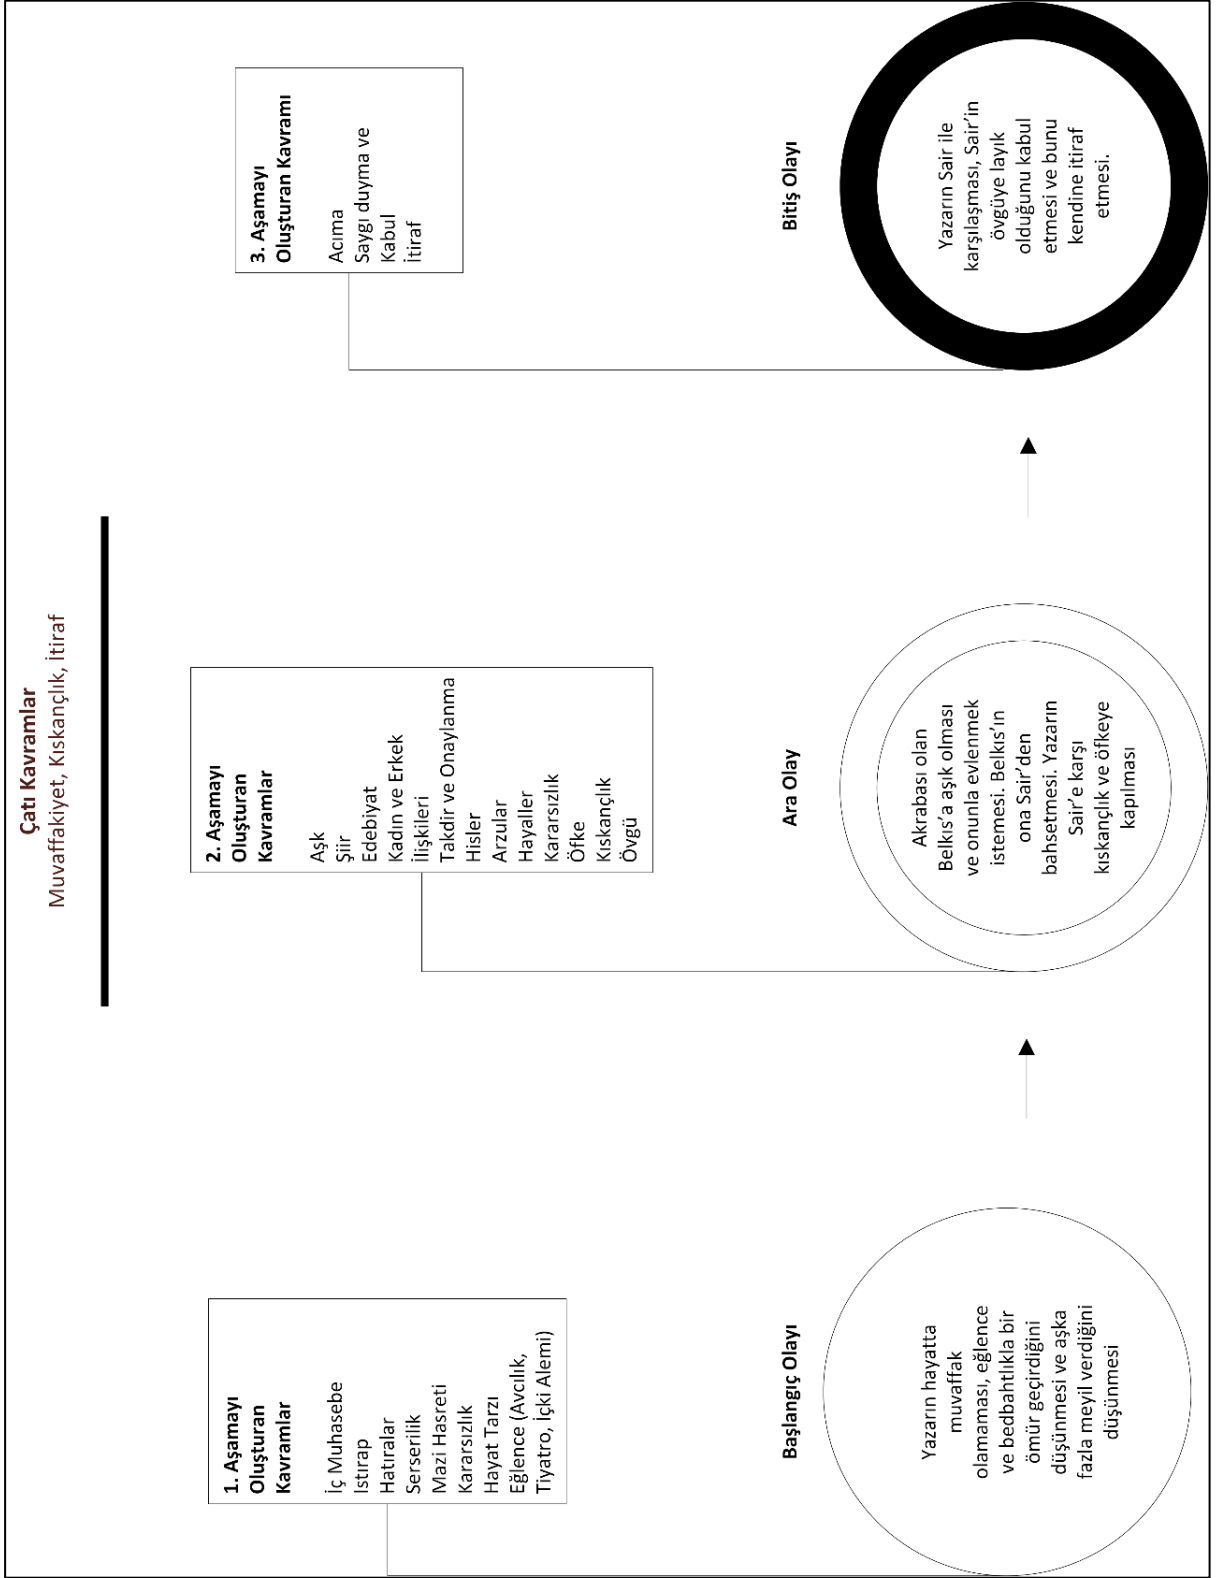 Çatı Kavramlar
Muvaffakiyet, Kıskançlık, İtiraf
1. Aşamayı
Oluşturan
Kavramlar
İç Muhasebe
Istırap
Hatıralar
Serserilik
Mazi Hasreti
Kararsızlık
Hayat Tarzı
Eğlence (Avcılık,
Tiyatro, İçki Alemi)
2. Aşamayı
Oluşturan
Kavramlar
Aşk
Şiir
Edebiyat
Kadın ve Erkek
İlişkileri
Takdir ve Onaylanma
Hisler
Arzular
Hayaller
Kararsızlık
Öfke
Kıskançlık
Övgü
3. Aşamayı
Oluşturan Kavramı
Acıma
Saygı duyma ve
Kabul
İtiraf
Başlangıç Olayı
Yazarın hayatta
muvaffak
olamaması, eğlence
ve bedbahtlıkla bir
ömür geçirdiğini
düşünmesi ve aşka
fazla meyil verdiğini
düşünmesi
Ara Olay
Akrabası olan
Belkıs’a aşık olması
ve onunla evlenmek
istemesi. Belkıs’ın
ona Sair’den
bahsetmesi. Yazarın
Sair’e karşı
kıskançlık ve öfkeye
kapılması
Bitiş Olayı
Yazarın Sair ile
karşılaşması, Sair’in
övgüye layık
olduğunu kabul
etmesi ve bunu
kendine itiraf
etmesi.